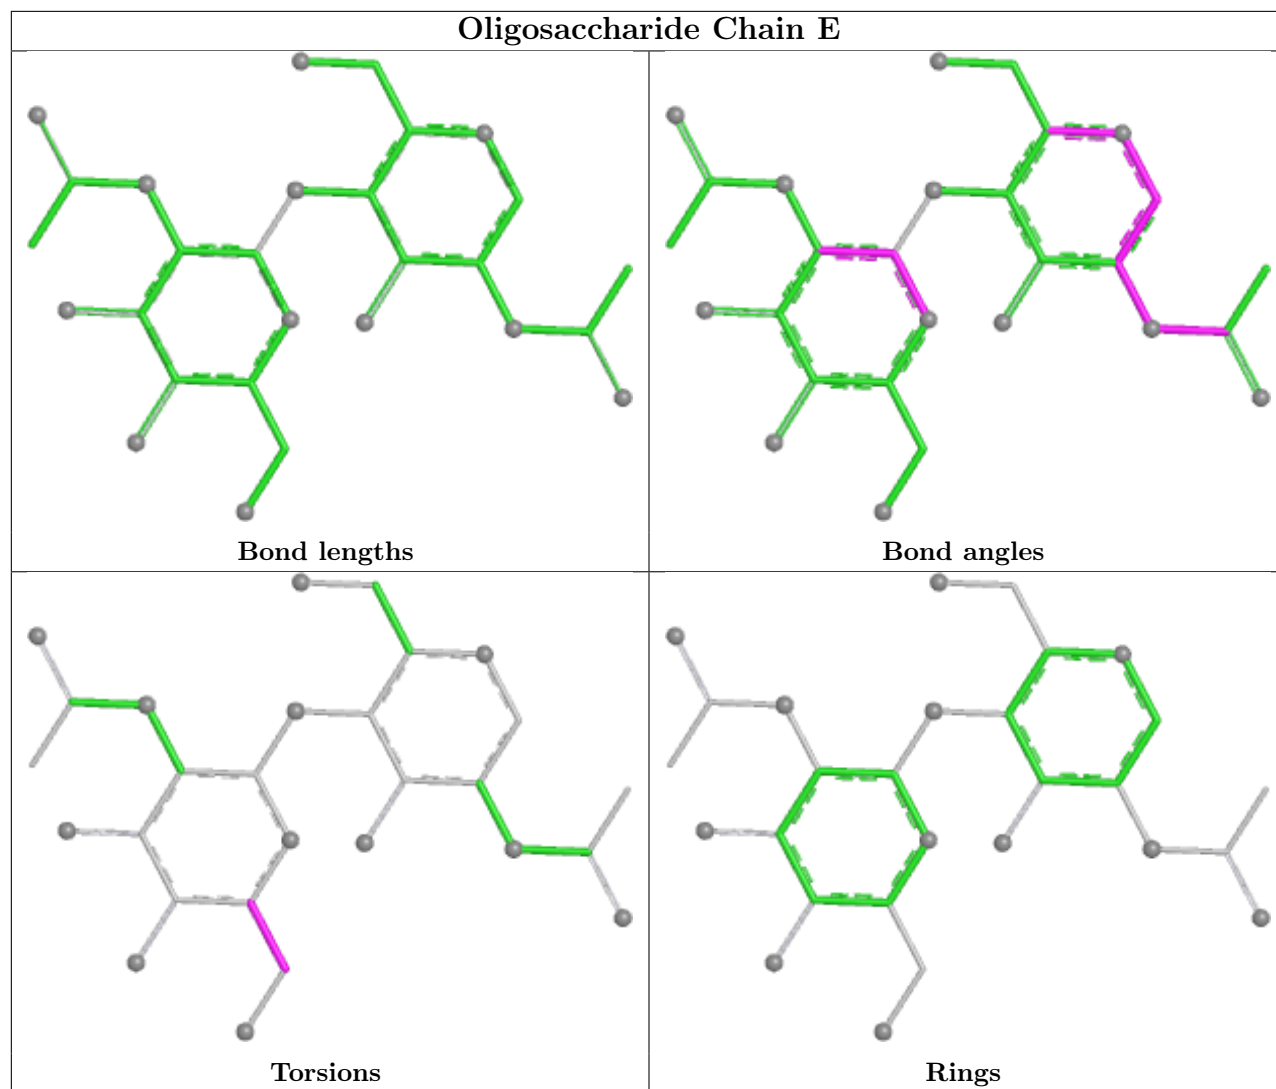 Oligosaccharide Chain E
Bond lengths
Bond angles
Torsions
Rings